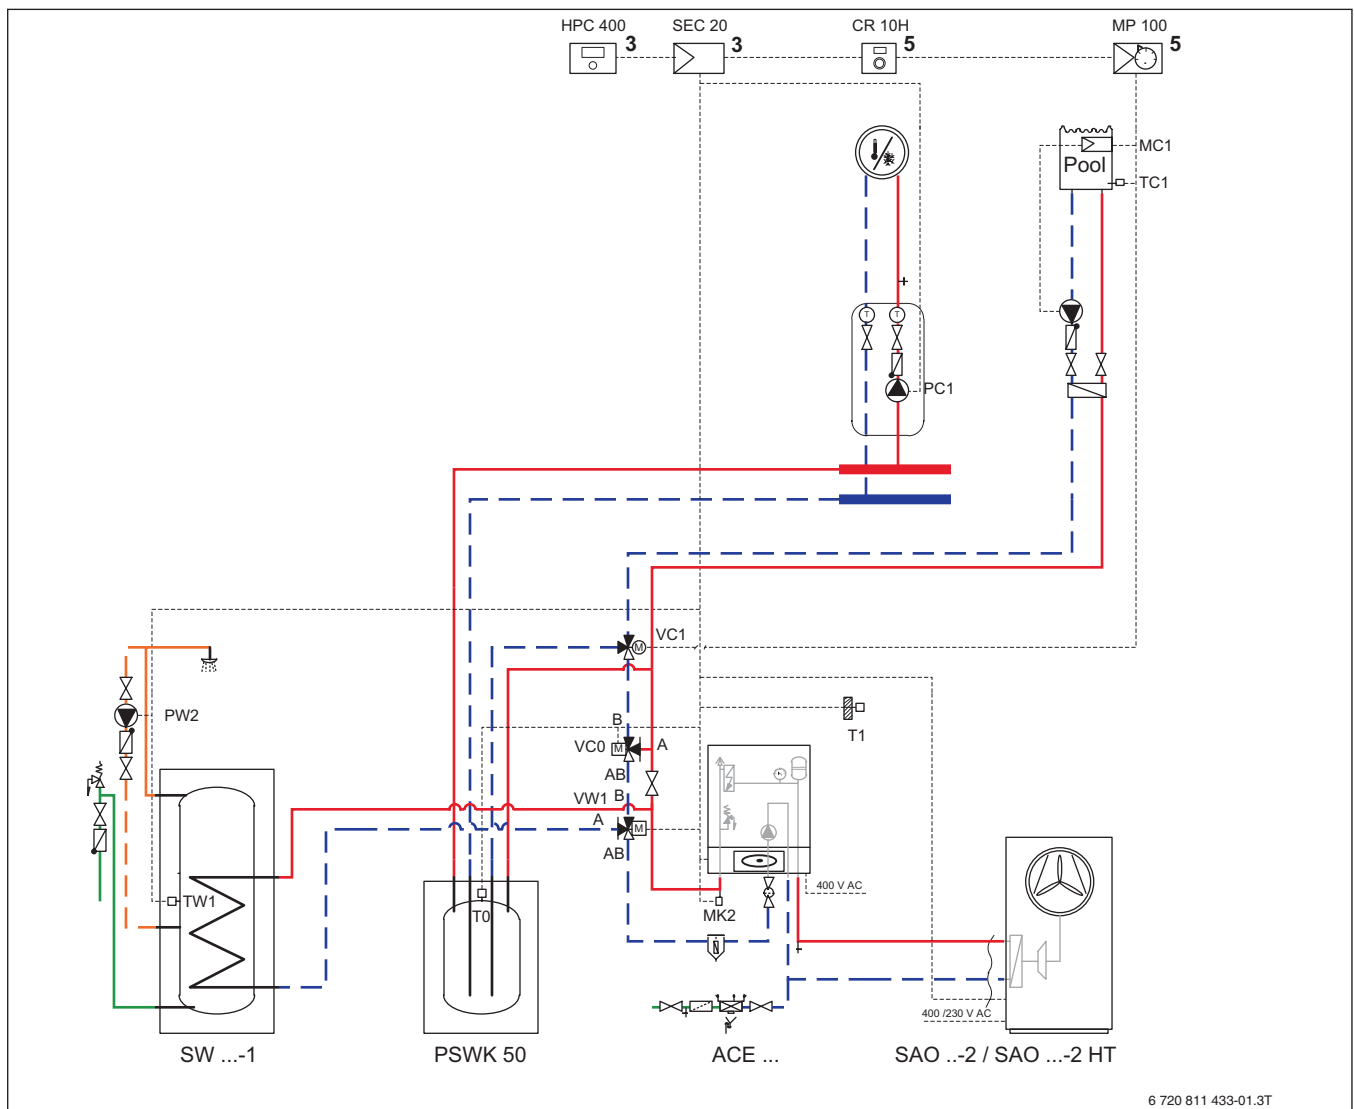 HPC 400
SEC 20
CR 10H
MP 100
3
3
5
5
MC1
Pool
TC1
T
T
PC1
VC1
M
PW2
B
T1
VC0
M
A
AB
B
VW1
A
M
AB
400 V AC
TW1
T0
MK2
400 /230 V AC
SW ...-1
PSWK 50
ACE ...
SAO ..-2 / SAO ...-2 HT
6 720 811 433-01.3T